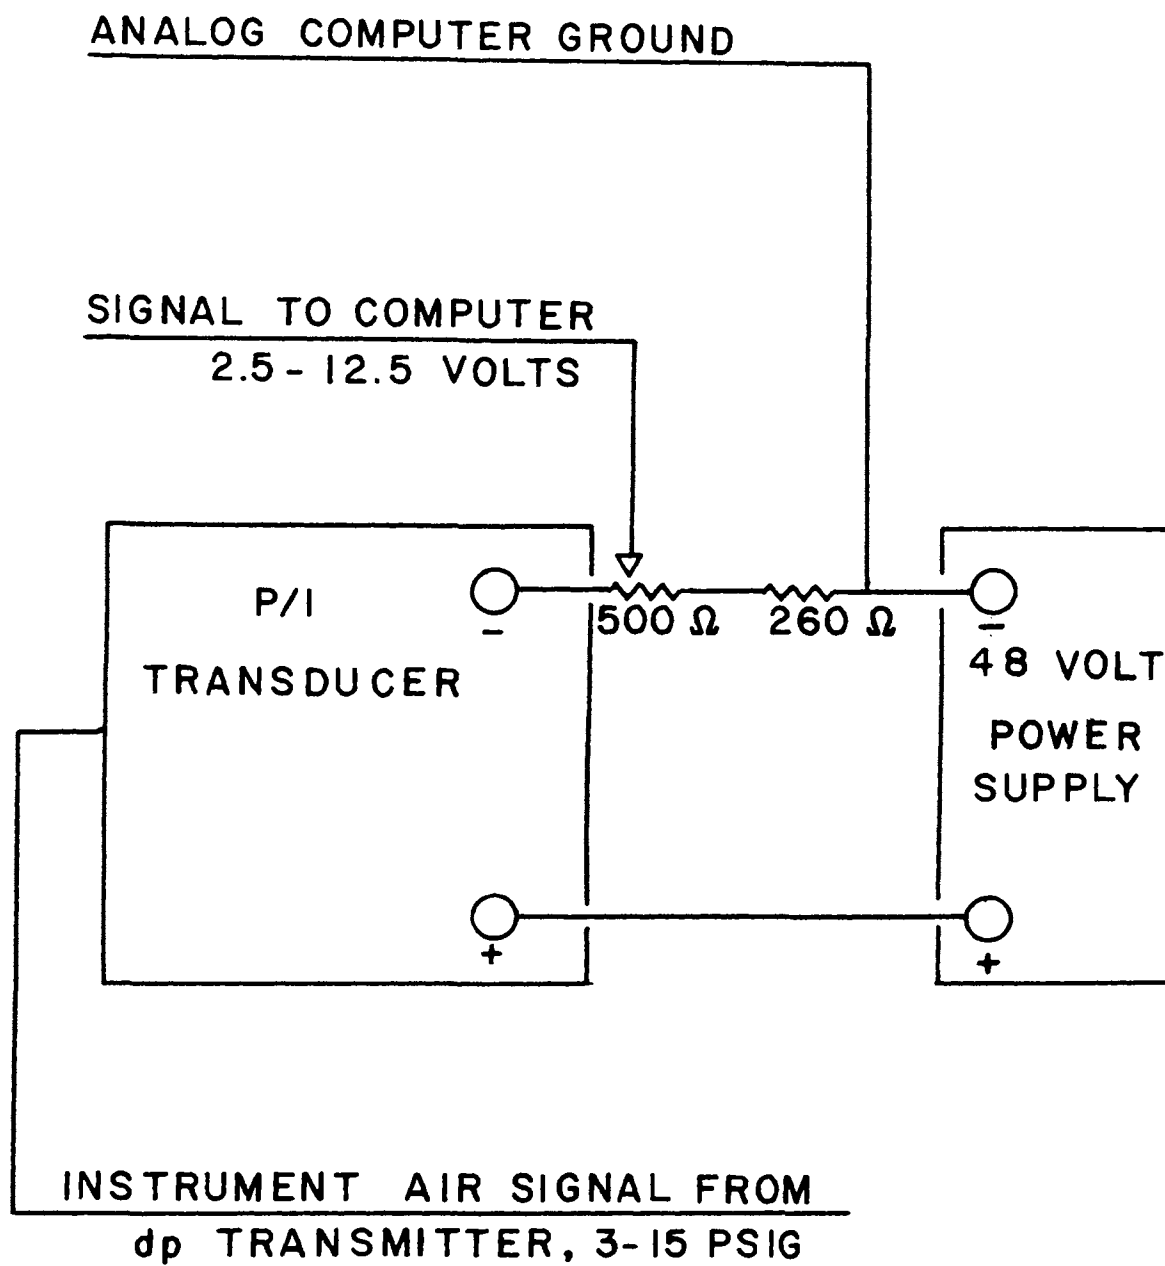 ANALOG COMPUTER GROUND
SIGNAL TO COMPUTER
2.5-12.5 VOLTS
P/I
TRANSDUCER
-
500 Ω
260 Ω
-
48 VOLT
POWER
SUPPLY
+
+
INSTRUMENT AIR SIGNAL FROM
dp TRANSMITTER, 3-15 PSIG